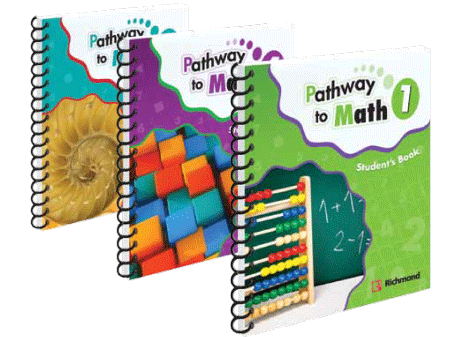 Pathway
to M
Pathway
to Ma
Pathway
to Math 1
Student's Book
1+1=
2-1=
2
Richmond